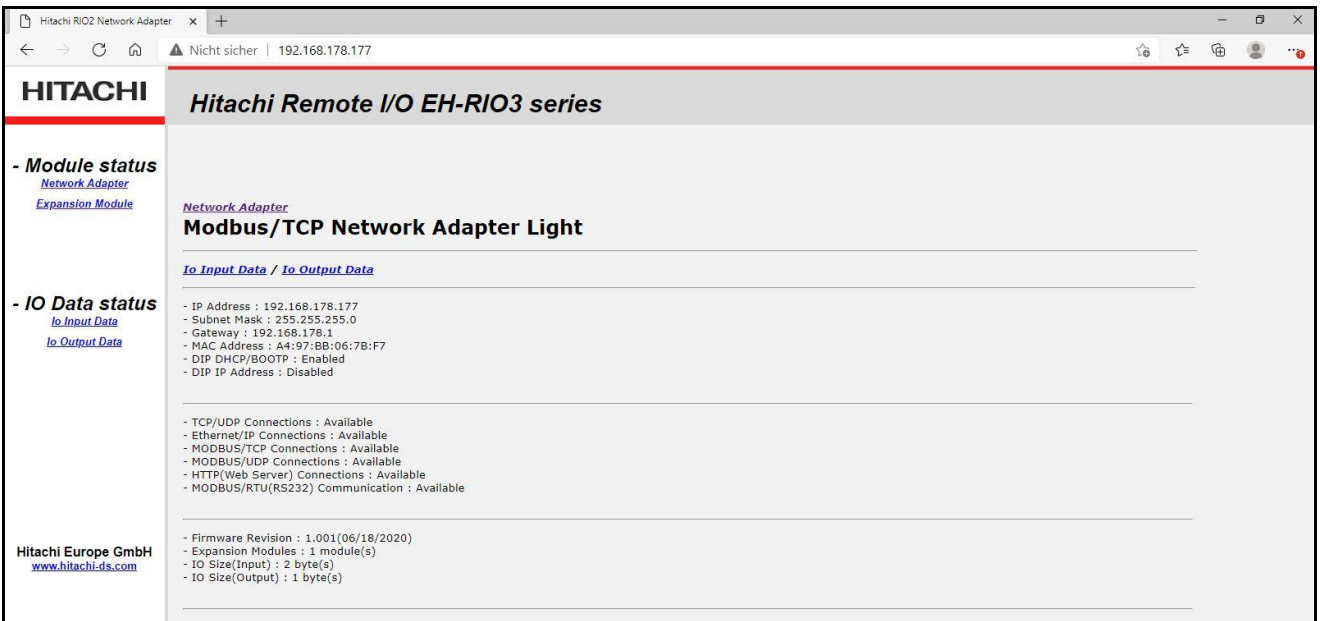 Hitachi RIO2 Network Adapter
Nicht sicher | 192.168.178.177
HITACHI
Hitachi Remote I/O EH-RIO3 series
- Module status
Network Adapter
Expansion Module
- IO Data status
Io Input Data
Io Output Data
Hitachi Europe GmbH
www.hitachi-ds.com
Network Adapter
Modbus/TCP Network Adapter Light
Io Input Data / Io Output Data
- IP Address : 192.168.178.177
- Subnet Mask : 255.255.255.0
- Gateway : 192.168.178.1
- MAC Address : A4:97:BB:06:7B:F7
- DIP DHCP/BOOTP : Enabled
- DIP IP Address : Disabled
- TCP/UDP Connections : Available
- Ethernet/IP Connections : Available
- MODBUS/TCP Connections : Available
- MODBUS/UDP Connections : Available
- HTTP(Web Server) Connections : Available
- MODBUS/RTU(RS232) Communication : Available
- Firmware Revision : 1.001(06/18/2020)
- Expansion Modules : 1 module(s)
- IO Size(Input) : 2 byte(s)
- IO Size(Output) : 1 byte(s)